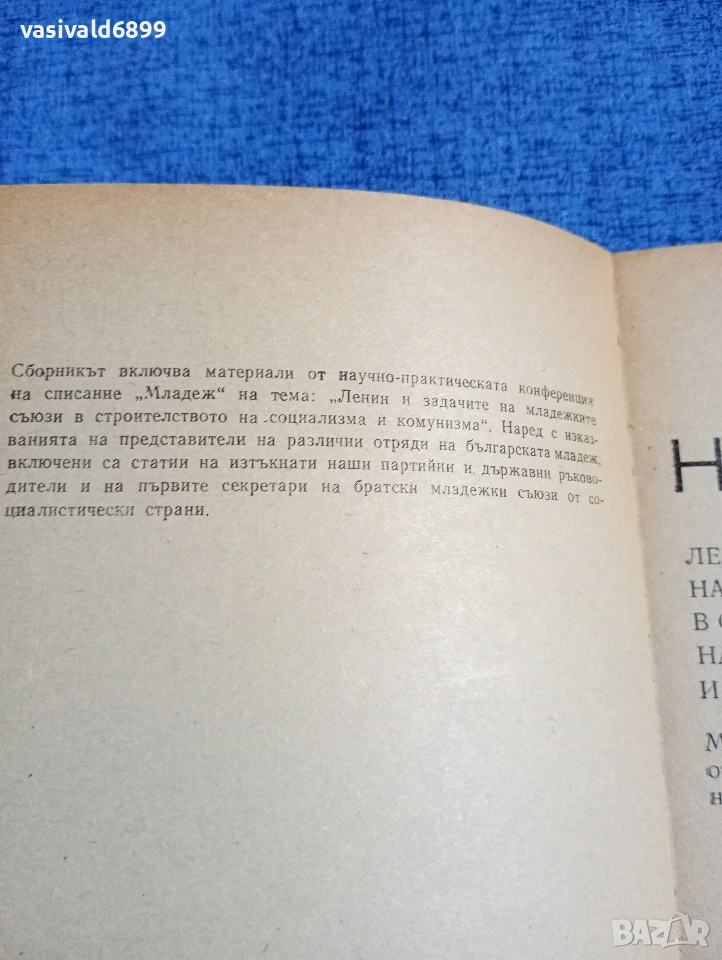 vasivald6899
Сборникът включва материали от научно-практическата конференция
на списание „Младеж“ на тема: „Ленин и задачите на младежките
съюзи в строителството на социализма и комунизма“. Наред с изказ-
ванията на представители на различни отряди на българската младеж,
включени са статии на изтъкнати наши партийни и държавни ръково-
дители и на първите секретари на братски младежки съюзи от со-
циалистически страни.
Н
ЛЕ
НА
В С
НА
И
М
от
н
BAZAR